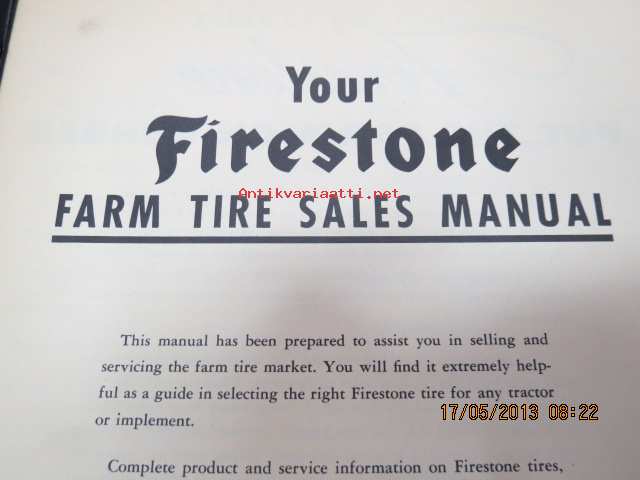 Your
Firestone
Antikvariaatti.net
FARM TIRE SALES MANUAL
This manual has been prepared to assist you in selling and
servicing the farm tire market. You will find it extremely help-
ful as a guide in selecting the right Firestone tire for any tractor
or implement.
17/05/2013 08:22
Complete product and service information on Firestone tires,